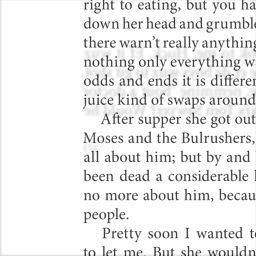 right to eating, but you ha
down her head and grumble
there warn't really anything
nothing only everything w
odds and ends it is differen
juice kind of swaps around
After supper she got out
Moses and the Bulrushers,
all about him; but by and
been dead a considerable
no more about him, becau
people.
Pretty soon I wanted t
to let me. But she wouldn